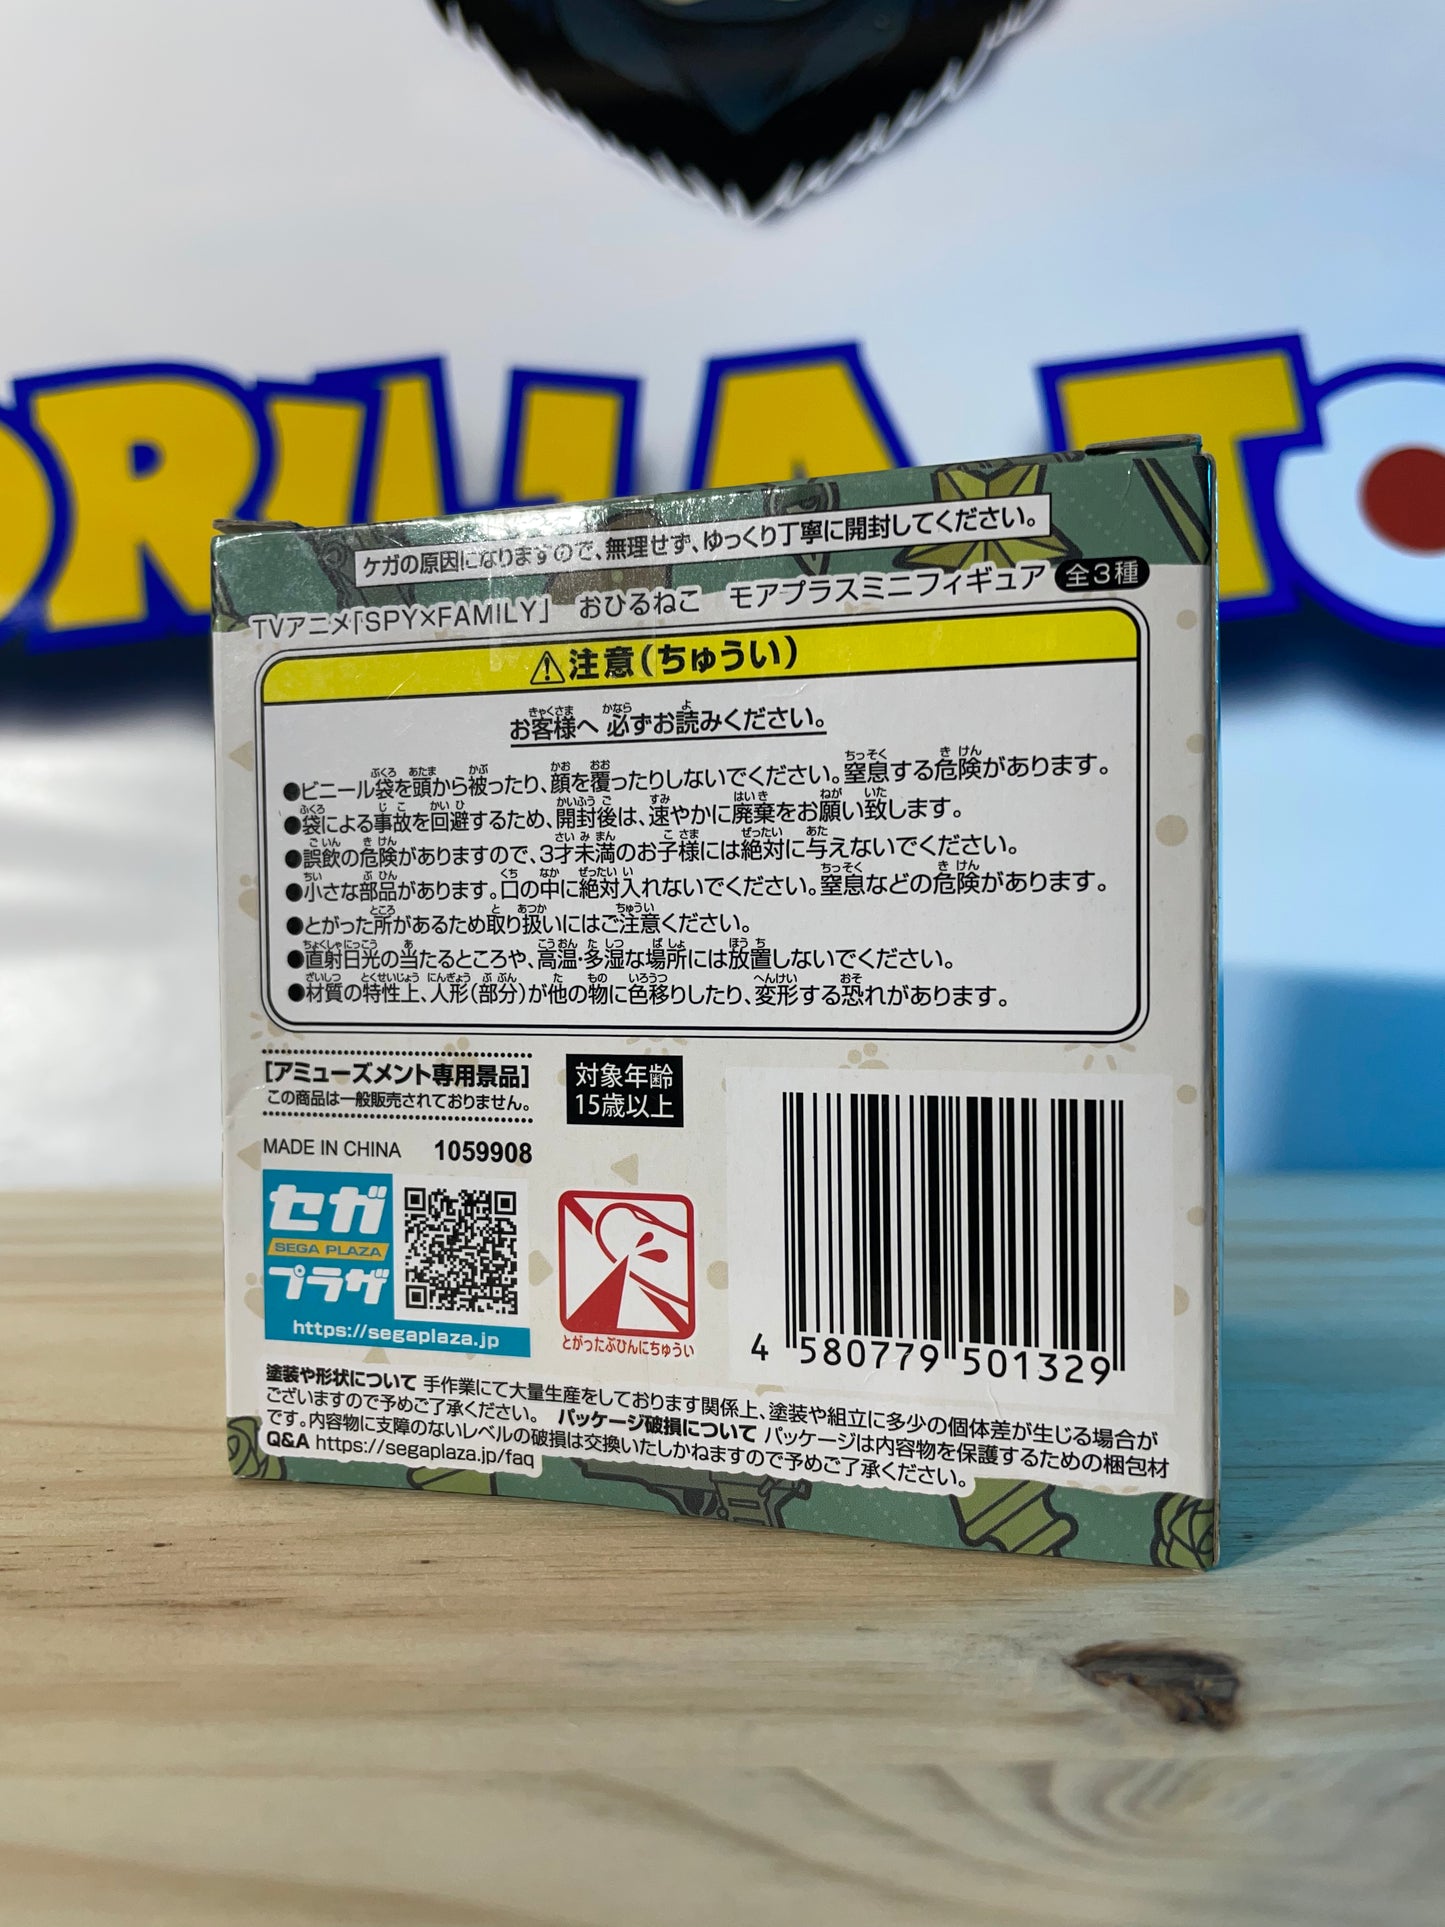 ORILLA TO
ケガの原因になりますので、無理せず、ゆっくり丁寧に開封してください。
TVアニメ「SPY×FAMILY」 おひるねこ モアプラスミニフィギュア 全3種
⚠注意(ちゅうい)
お客様へ 必ずお読みください。
●ビニール袋を頭から被ったり、顔を覆ったりしないでください。窒息する危険があります。
●袋による事故を回避するため、開封後は、速やかに廃棄をお願い致します。
●誤飲の危険がありますので、3才未満のお子様には絶対に与えないでください。
●小さな部品があります。口の中に絶対入れないでください。窒息などの危険があります。
●とがった所があるため取り扱いにはご注意ください。
●直射日光の当たるところや、高温・多湿な場所には放置しないでください。
●材質の特性上、人形(部分)が他の物に色移りしたり、変形する恐れがあります。
[アミューズメント専用景品]
この商品は一般販売されておりません。
対象年齢
15歳以上
MADE IN CHINA 1059908
セガ
SEGA PLAZA
プラザ
https://segaplaza.jp
とがったぶひんにちゅうい
4 580779 501329
塗装や形状について 手作業にて大量生産をしております関係上、塗装や組立に多少の個体差が生じる場合が
ございますので予めご了承ください。 パッケージ破損について パッケージは内容物を保護するための梱包材
です。内容物に支障のないレベルの破損は交換いたしかねますので予めご了承ください。
Q&A https://segaplaza.jp/faq